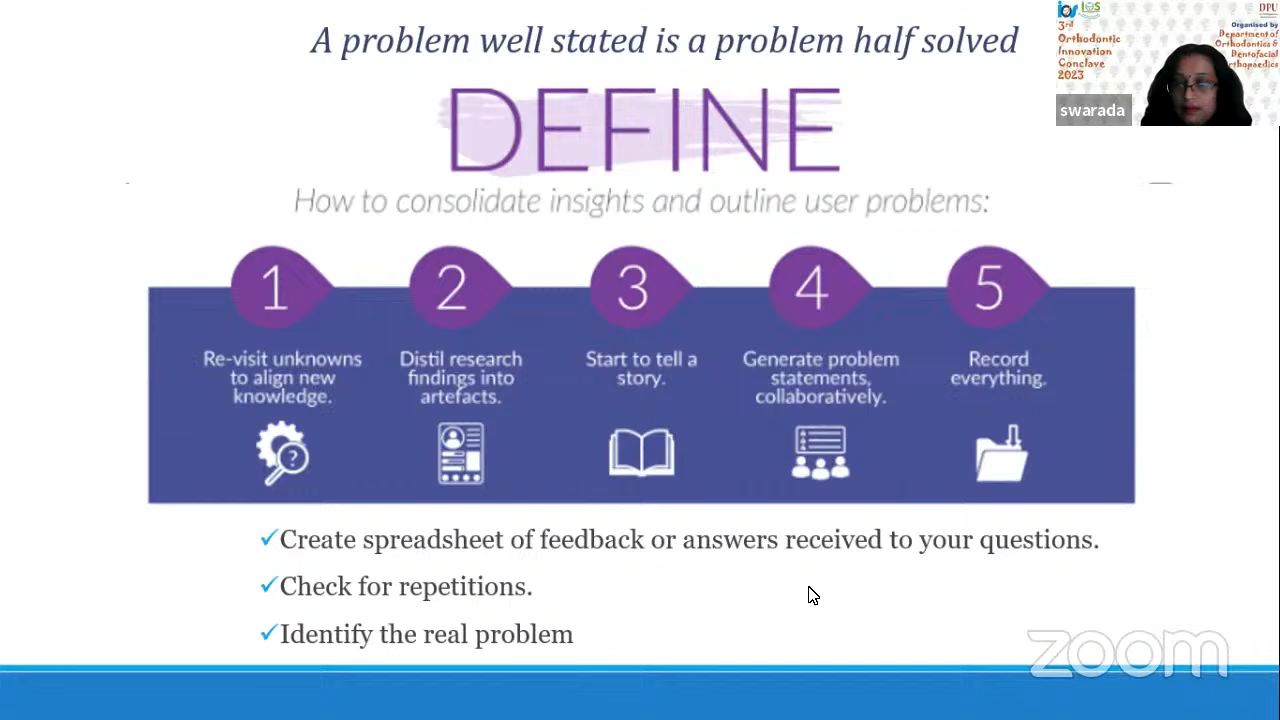 A problem well stated is a problem half solved
DEFINE
How to consolidate insights and outline user problems:
1
Re-visit unknowns
to align new
knowledge.
?
2
Distil research
findings into
artefacts.
3
Start to tell a
story.
4
Generate problem
statements,
collaboratively.
5
Record
everything.
✓Create spreadsheet of feedback or answers received to your questions.
✓Check for repetitions.
✓Identify the real problem
ios
DPU
3rd
Orthodontic
Innovation
Conclave
2023
Organised by
Department of
Orthodontics &
Dentofacial
swarada
zoom